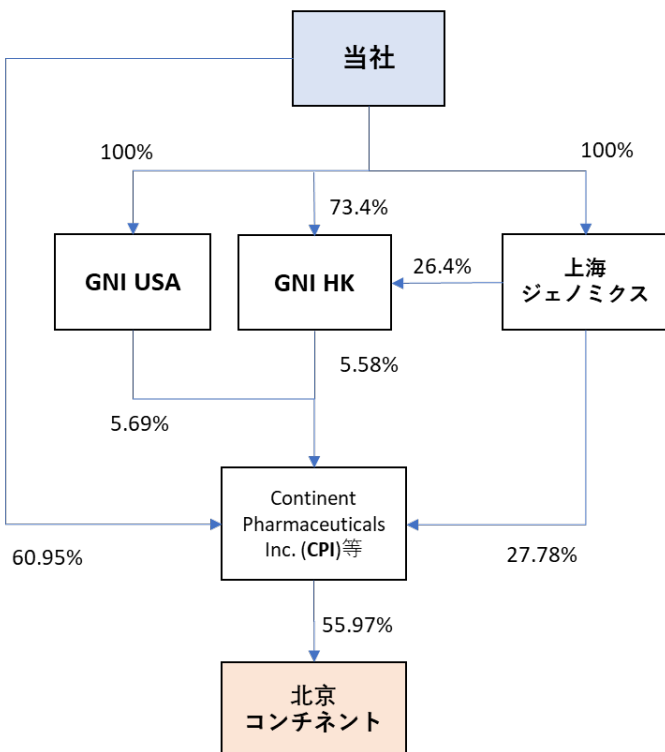 当社
100%
100%
73.4%
GNI USA
GNI HK
26.4%
上海
ジェノミクス
5.58%
5.69%
Continent
Pharmaceuticals
Inc. (CPI)等
60.95%
27.78%
55.97%
北京
コンチネント